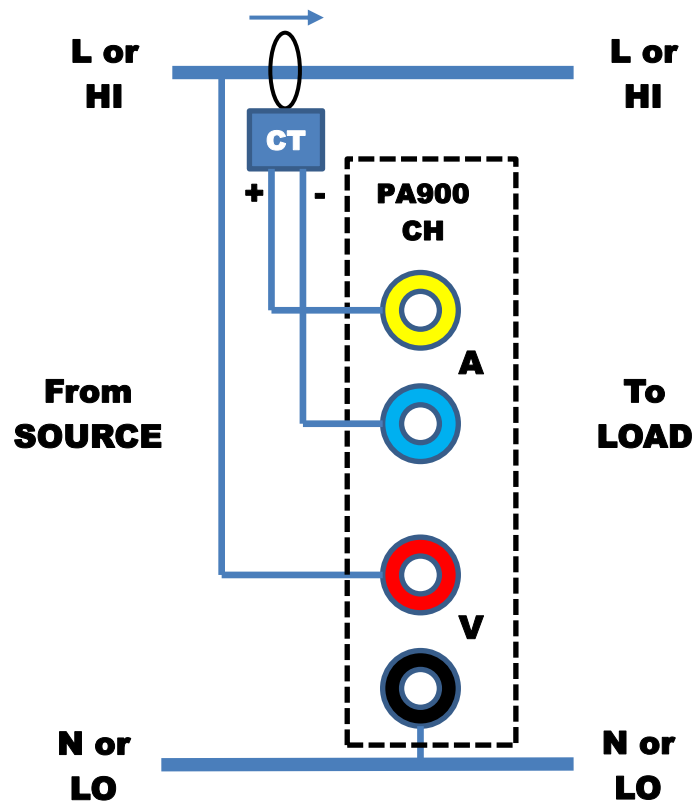 L or
HI
L or
HI
CT
+
-
PA900
CH
A
From
SOURCE
To
LOAD
V
N or
LO
N or
LO